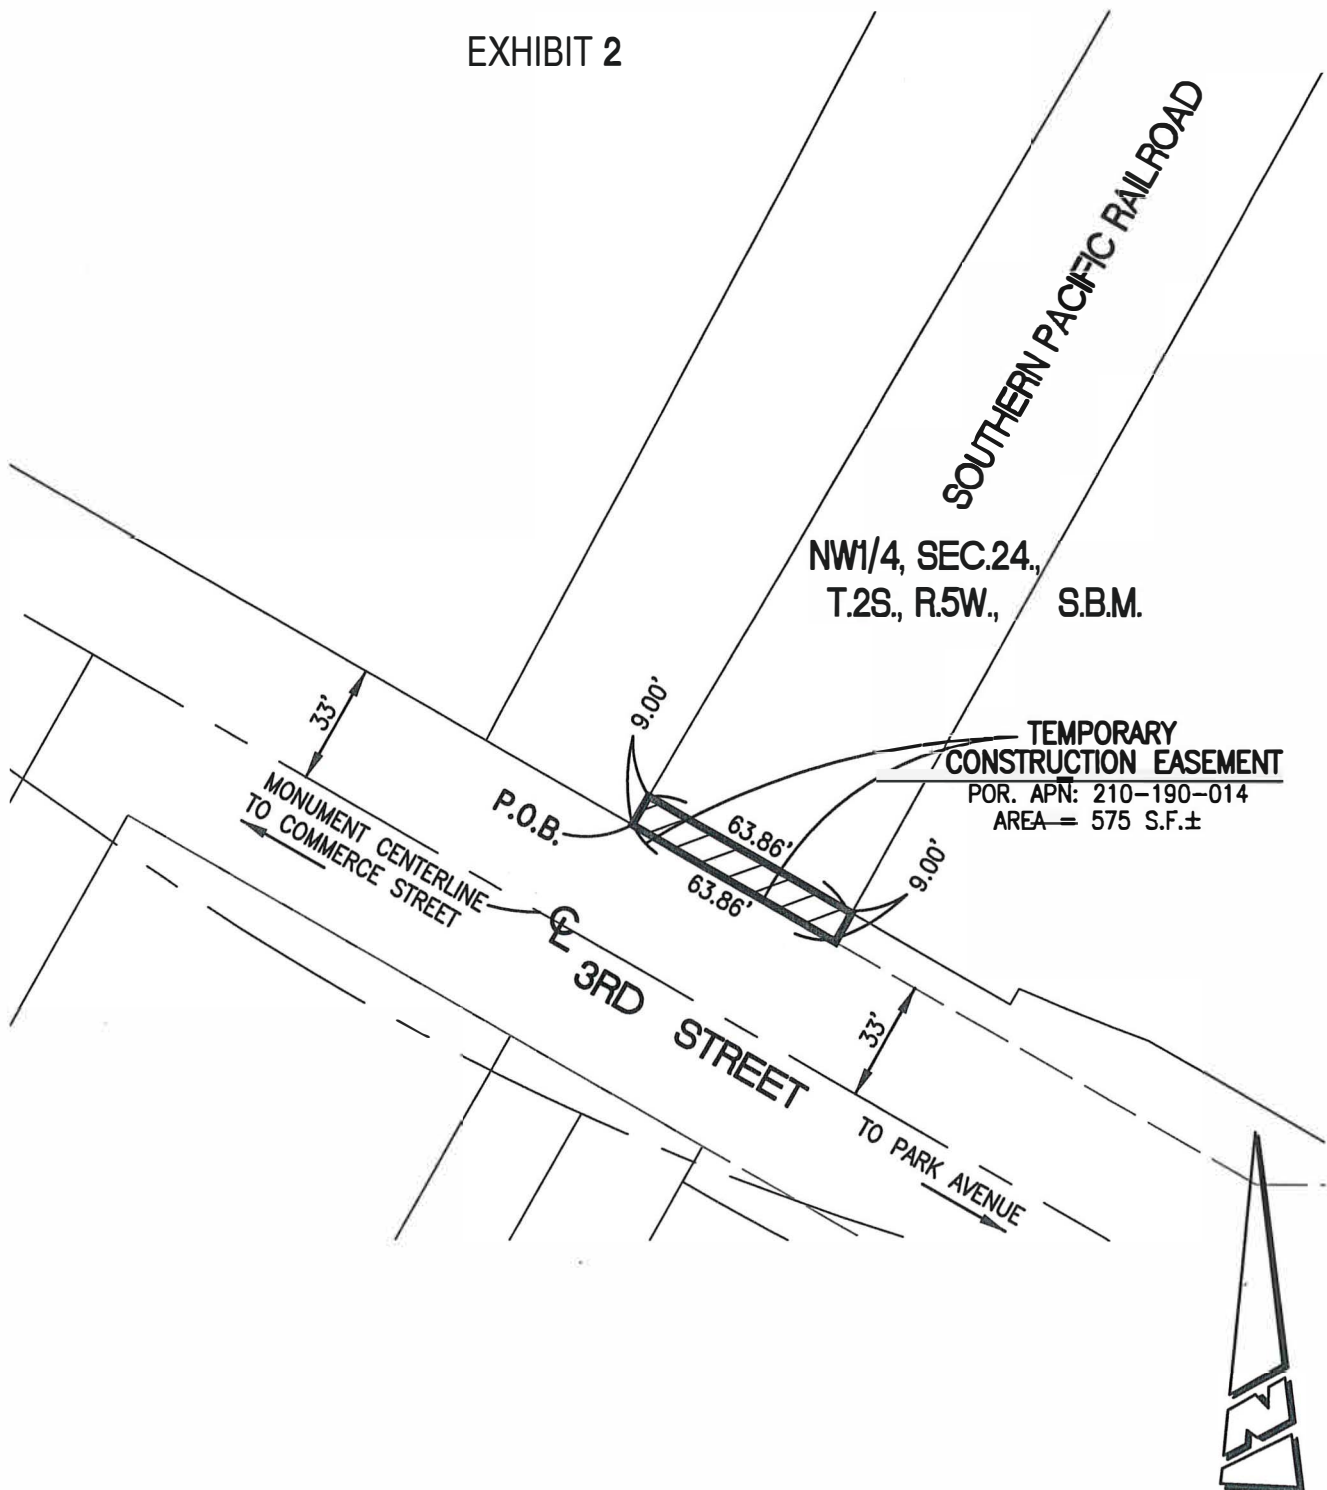 EXHIBIT 2
SOUTHERN PACIFIC RAILROAD
NW1/4, SEC.24.,
T.2S., R.5W., S.B.M.
33'
9.00'
TEMPORARY
CONSTRUCTION EASEMENT
POR. APN: 210-190-014
AREA = 575 S.F.±
P.O.B.
63.86'
63.86'
9.00'
MONUMENT CENTERLINE
TO COMMERCE STREET
℄
3RD STREET
33'
TO PARK AVENUE
N